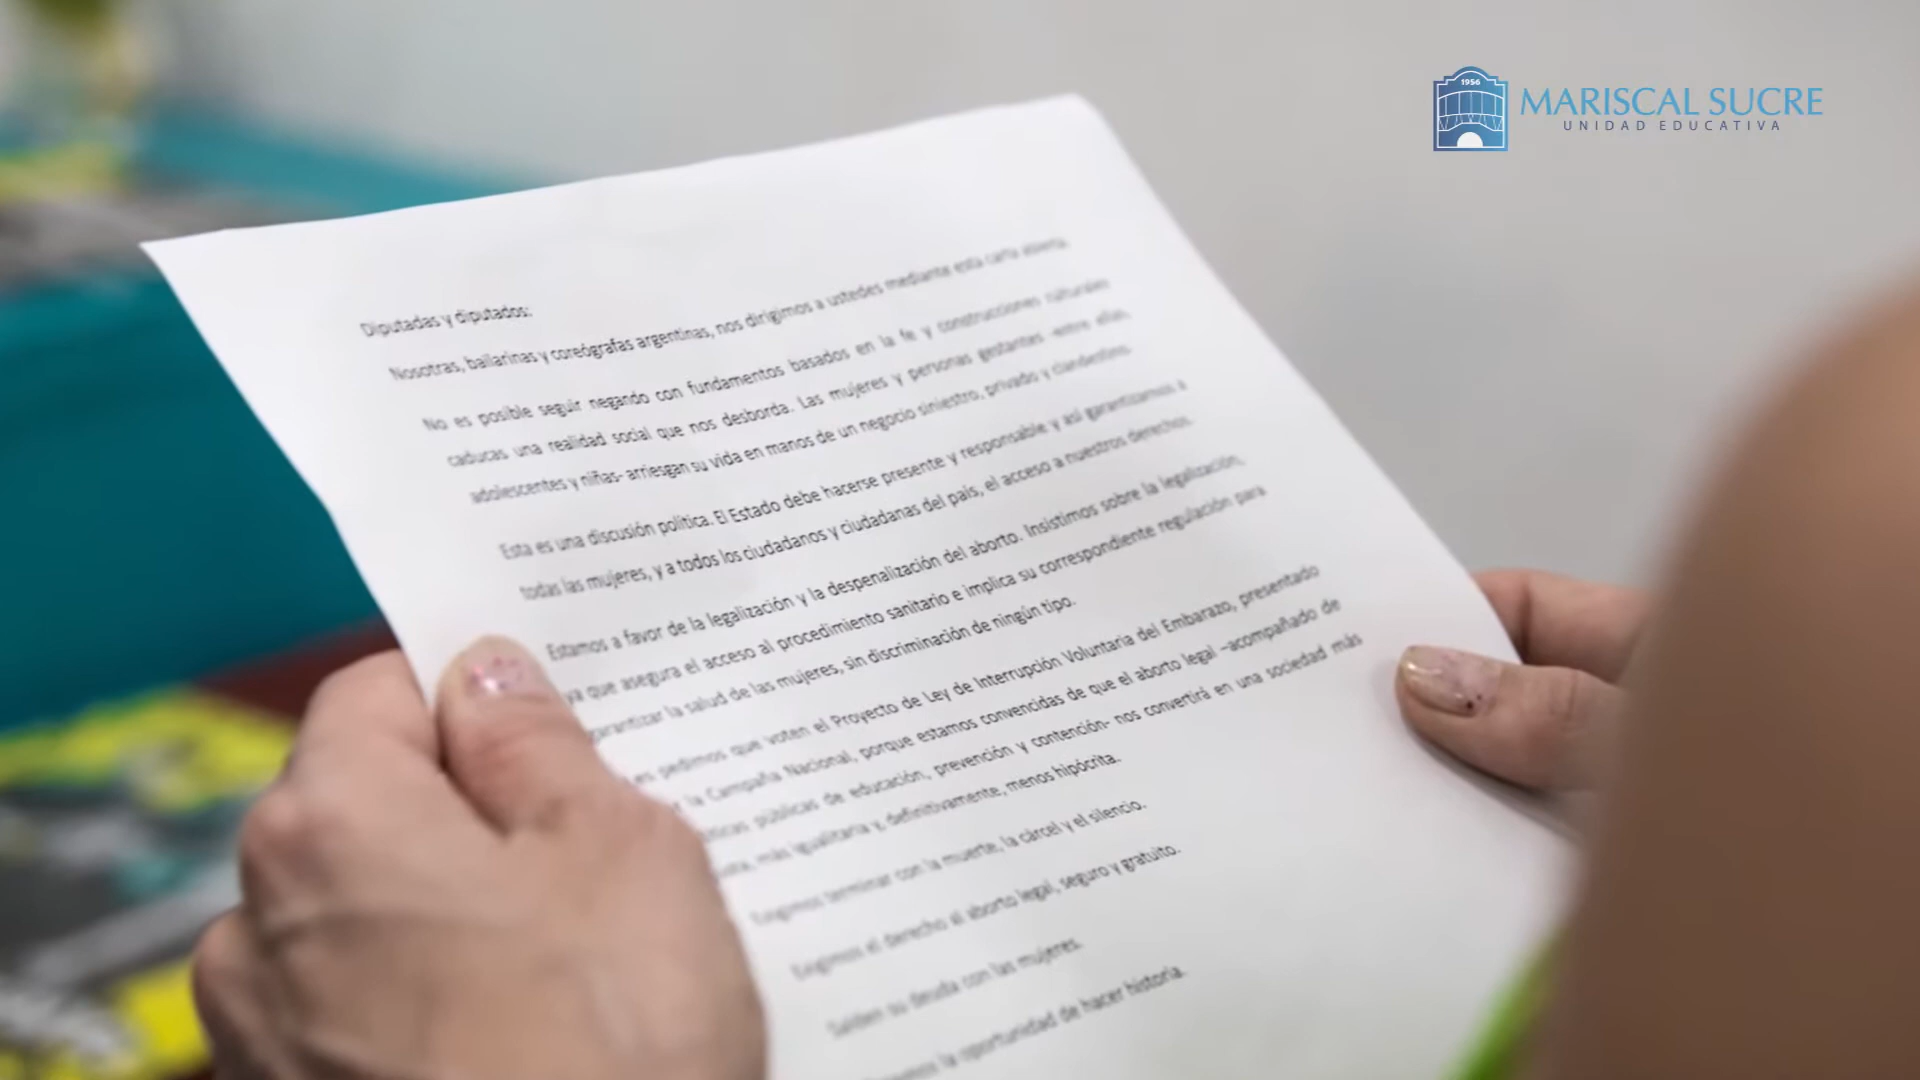 1956
MARISCAL SUCRE
UNIDAD EDUCATIVA
Diputadas y diputados:
Nosotras, bailarinas y coreógrafas argentinas, nos dirigimos a ustedes mediante esta carta abierta.
No es posible seguir negando con fundamentos basados en la fe y construcciones culturales
caducas una realidad social que nos desborda. Las mujeres y personas gestantes -entre ellas,
adolescentes y niñas- arriesgan su vida en manos de un negocio siniestro, privado y clandestino.
Esta es una discusión política. El Estado debe hacerse presente y responsable y así garantizarnos a
todas las mujeres, y a todos los ciudadanos y ciudadanas del país, el acceso a nuestros derechos.
Estamos a favor de la legalización y la despenalización del aborto. Insistimos sobre la legalización,
ya que asegura el acceso al procedimiento sanitario e implica su correspondiente regulación para
garantizar la salud de las mujeres, sin discriminación de ningún tipo.
es pedimos que voten el Proyecto de Ley de Interrupción Voluntaria del Embarazo, presentado
la Campaña Nacional, porque estamos convencidas de que el aborto legal –acompañado de
públicas de educación, prevención y contención- nos convertirá en una sociedad más
más igualitaria y, definitivamente, menos hipócrita.
Exigimos terminar con la muerte, la cárcel y el silencio.
Exigimos el derecho al aborto legal, seguro y gratuito.
Salden su deuda con las mujeres.
la oportunidad de hacer historia.